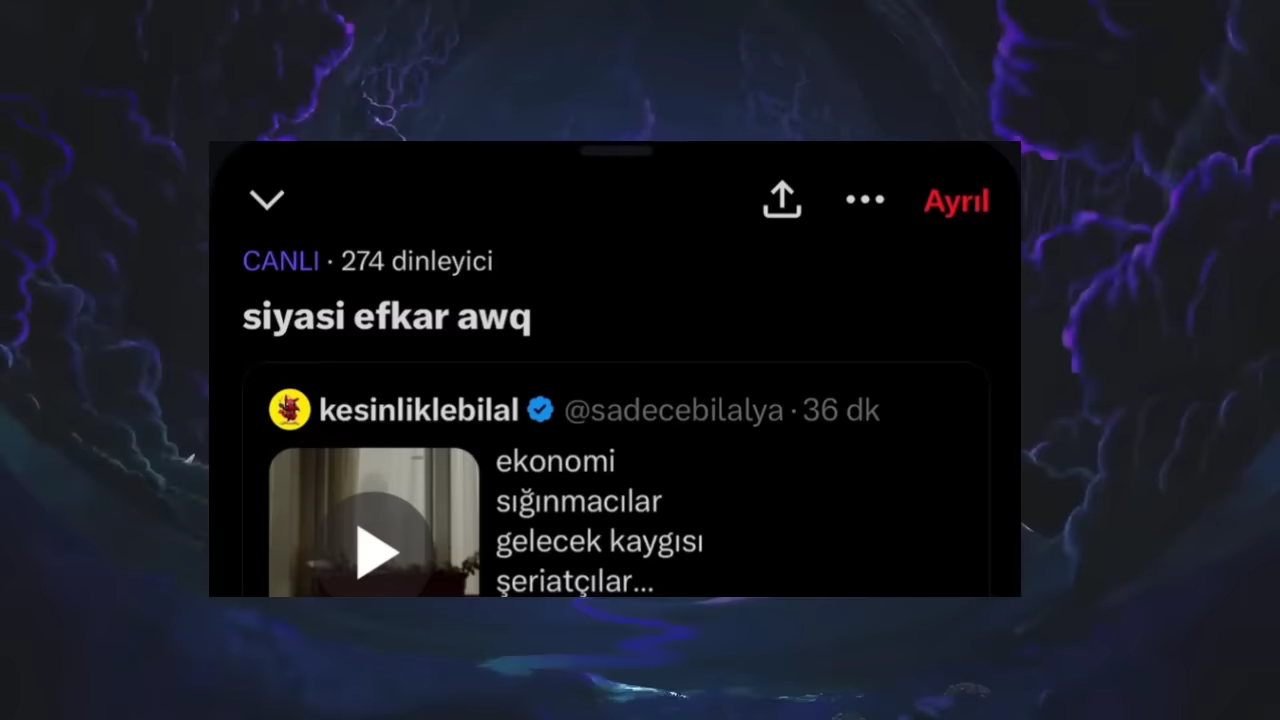 Ayrıl
CANLI · 274 dinleyici
siyasi efkar awq
kesinliklebilal @sadecebilalya · 36 dk
ekonomi
sığınmacılar
gelecek kaygısı
şeriatçılar...